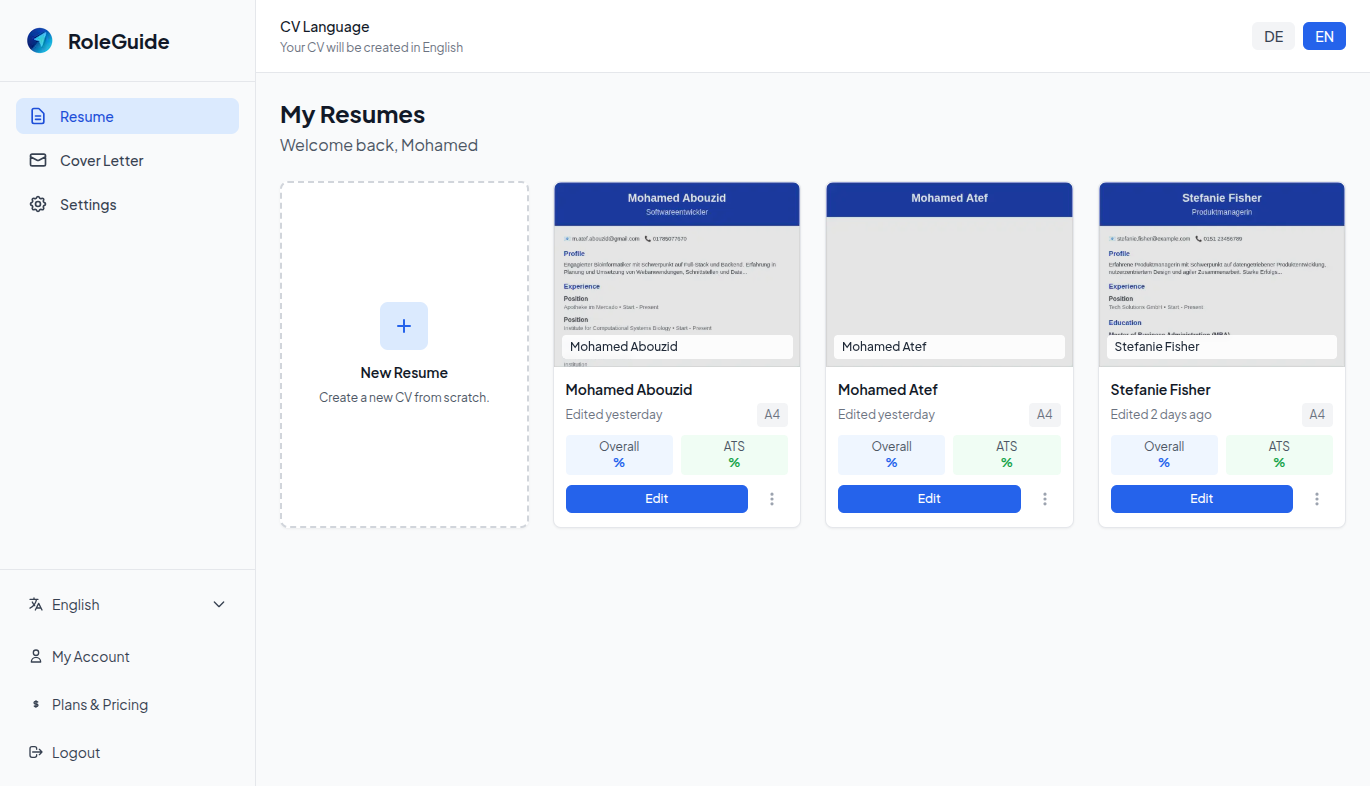 RoleGuide
Resume
Cover Letter
Settings
English
My Account
Plans & Pricing
Logout
CV Language
Your CV will be created in English
DE
EN
My Resumes
Welcome back, Mohamed
New Resume
Create a new CV from scratch.
Mohamed Abouzid
Softwareentwickler
m.atef.abouzid@gmail.com
Profile
Engagierter Bioinformatiker mit Schwerpunkt auf Full-Stack und Backend. Erfahrung in
Planung und Umsetzung von Webanwendungen, Schnittstellen und Data...
Experience
Position
Apotheke im Mercado • Start - Present
Position
Institute for Computational Systems Biology • Start - Present
Mohamed Abouzid
Institution
Mohamed Abouzid
Edited yesterday
A4
Overall
%
ATS
%
Edit
Mohamed Atef
Mohamed Atef
Mohamed Atef
Edited yesterday
A4
Overall
%
ATS
%
Edit
Stefanie Fisher
Produktmanagerin
stefanie.fisher@example.com 0151 23456789
Profile
Erfahrene Produktmanagerin mit Schwerpunkt auf datengetriebener Produktentwicklung,
nutzerzentriertem Design und agiler Zusammenarbeit. Starke Erfolgs...
Experience
Position
Tech Solutions GmbH • Start - Present
Education
Master of Business Administration (MBA)
Stefanie Fisher
Stefanie Fisher
Edited 2 days ago
A4
Overall
%
ATS
%
Edit